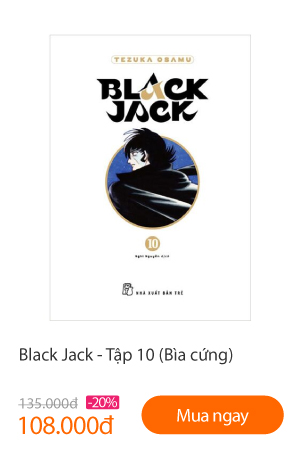 TEZUKA OSAMU
BLACK
JACK
10
Nghi Nguyễn dịch
NHÀ XUẤT BẢN TRẺ
Black Jack - Tập 10 (Bìa cứng)
135.000đ -20%
108.000đ
Mua ngay